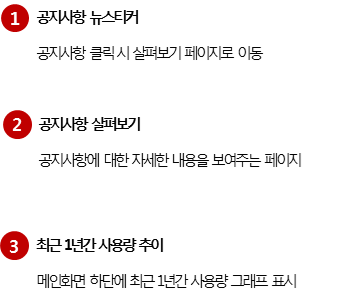 1 공지사항 뉴스티커
공지사항 클릭 시 살펴보기 페이지로 이동
2 공지사항 살펴보기
공지사항에 대한 자세한 내용을 보여주는 페이지
3 최근 1년간 사용량 추이
메인화면 하단에 최근 1년간 사용량 그래프 표시